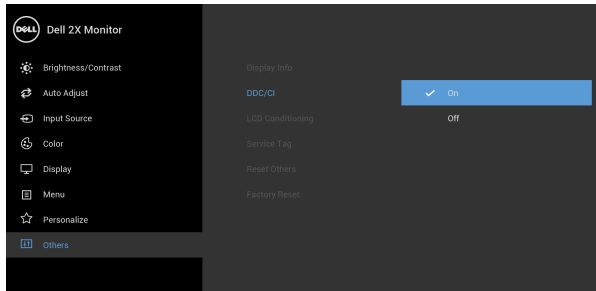 DELL
Dell 2X Monitor
Brightness/Contrast
Auto Adjust
Input Source
Color
Display
Menu
Personalize
Others
Display Info
DDC/CI
LCD Conditioning
Service Tag
Reset Others
Factory Reset
On
Off